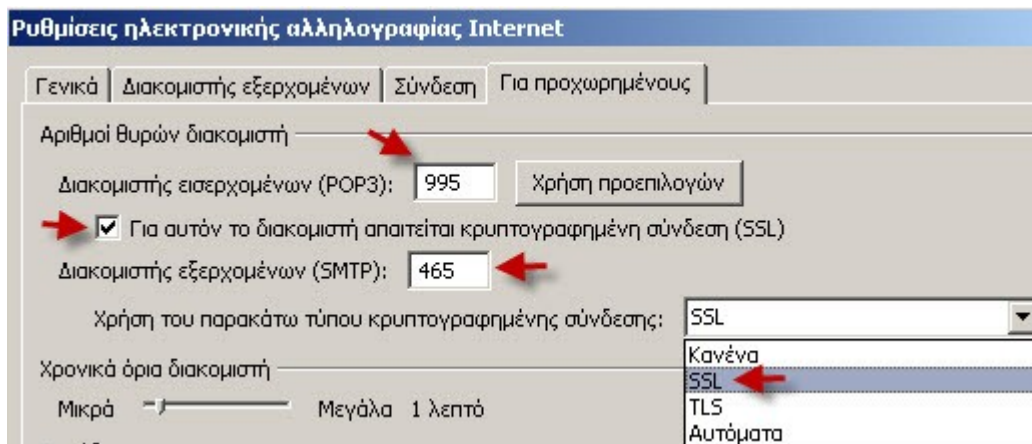 Ρυθμίσεις ηλεκτρονικής αλληλογραφίας Internet
Γενικά Διακομιστής εξερχομένων Σύνδεση Για προχωρημένους
Αριθμοί θυρών διακομιστή
Διακομιστής εισερχομένων (POP3): 995 Χρήση προεπιλογών
Για αυτόν το διακομιστή απαιτείται κρυπτογραφημένη σύνδεση (SSL)
Διακομιστής εξερχομένων (SMTP): 465
Χρήση του παρακάτω τύπου κρυπτογραφημένης σύνδεσης: SSL
Κανένα
SSL
TLS
Αυτόματα
Χρονικά όρια διακομιστή
Μικρά Μεγάλα 1 λεπτό